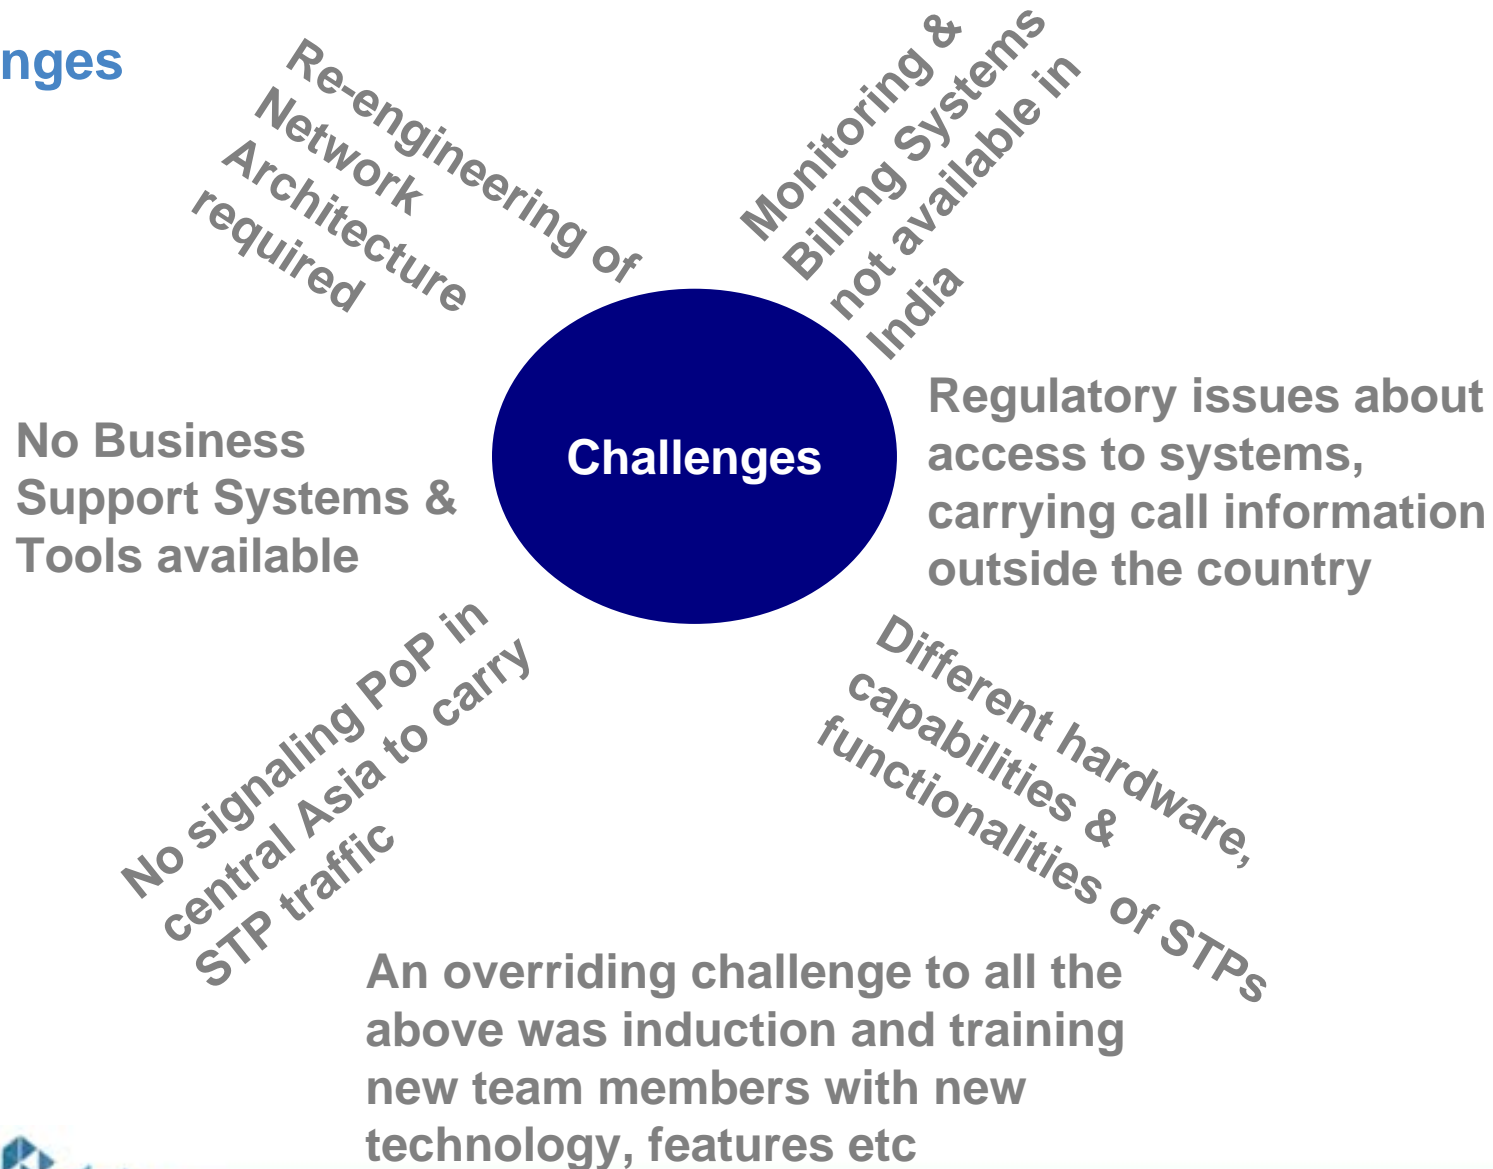 nges
Re-engineering of
Network
Architecture
required
Monitoring &
Billing Systems
not available in
India
No Business
Support Systems &
Tools available
Challenges
Regulatory issues about
access to systems,
carrying call information
outside the country
No signaling PoP in
central Asia to carry
STP traffic
Different hardware,
capabilities &
functionalities of STPs
An overriding challenge to all the
above was induction and training
new team members with new
technology, features etc